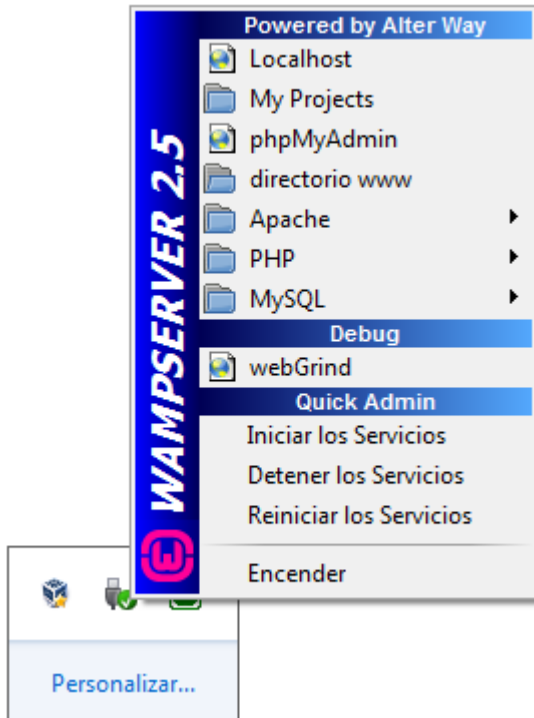 Powered by Alter Way
Localhost
My Projects
phpMyAdmin
directorio www
Apache
PHP
MySQL
Debug
webGrind
Quick Admin
Iniciar los Servicios
Detener los Servicios
Reiniciar los Servicios
Encender
WAMPSERVER 2.5
Personalizar...